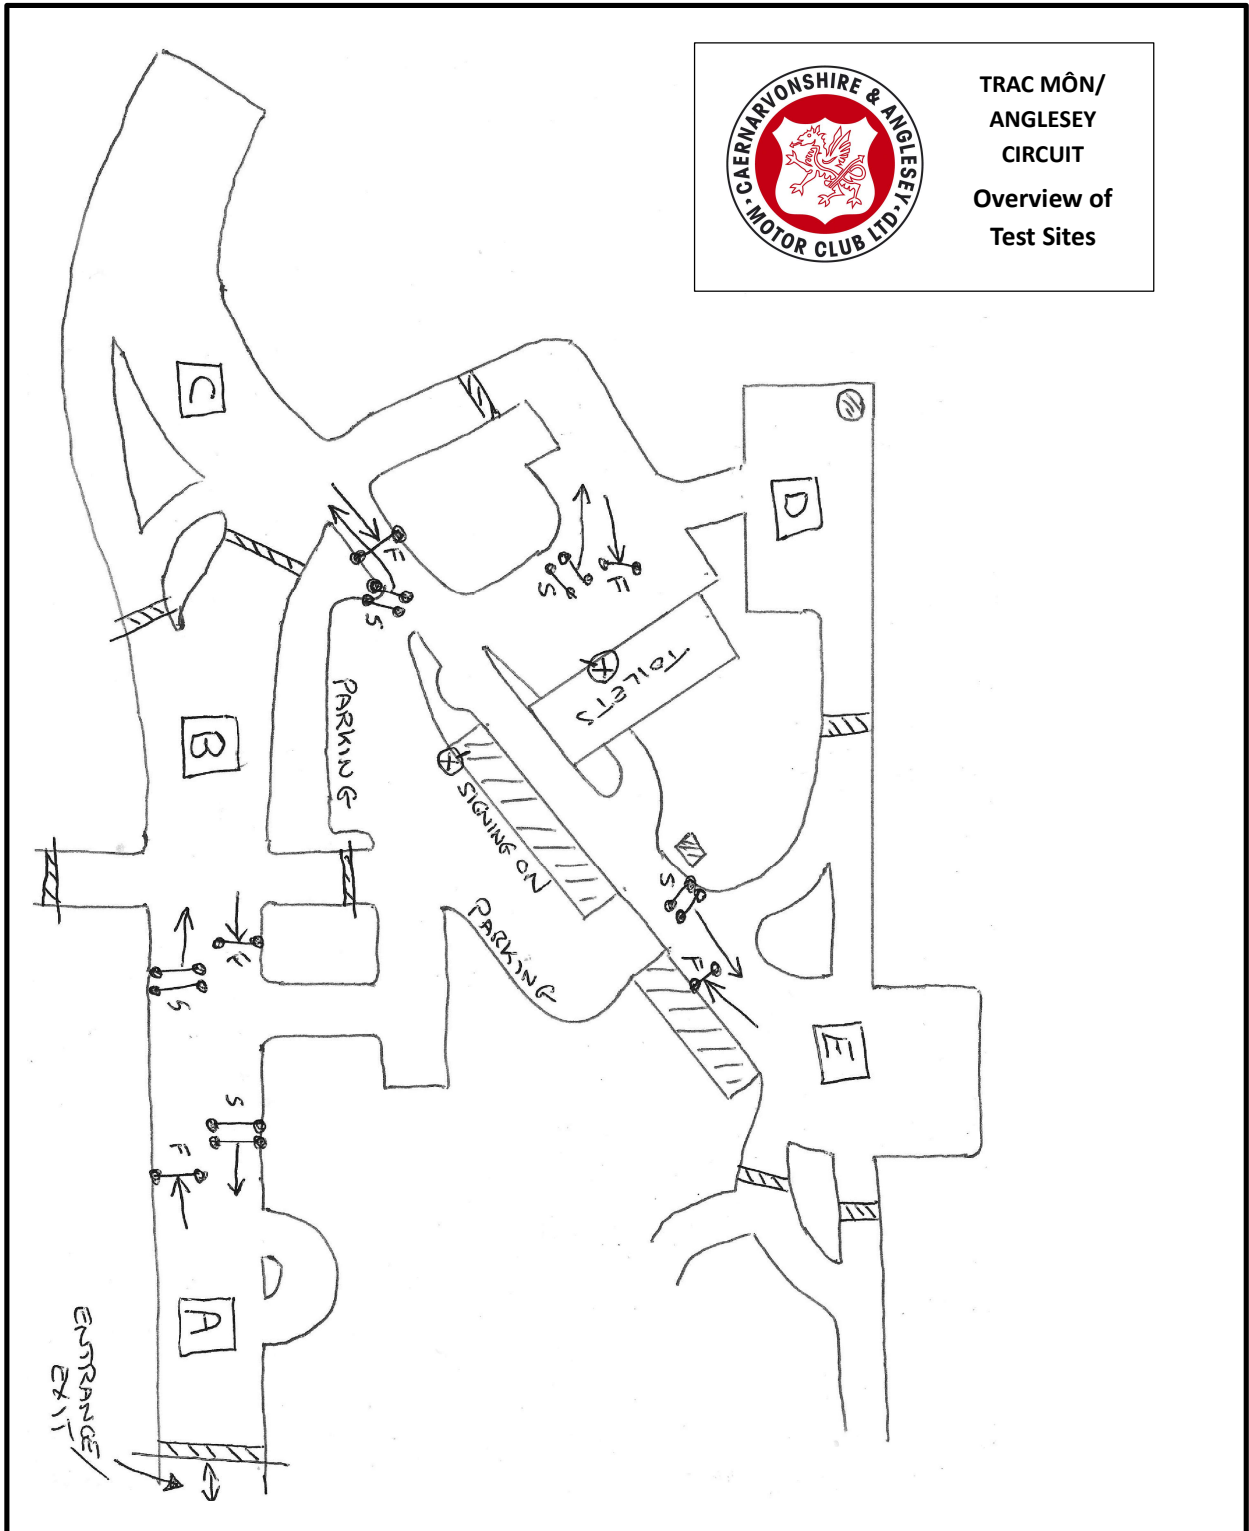 CAERNARVONSHIRE & ANGLESEY
MOTOR CLUB LTD
TRAC MÔN/
ANGLESEY
CIRCUIT
Overview of
Test Sites
C
D
F
S
S
F
TOILETS
PARKING
B
SIGNING ON
S
PARKING
F
F
S
E
S
F
A
ENTRANCE/
EXIT